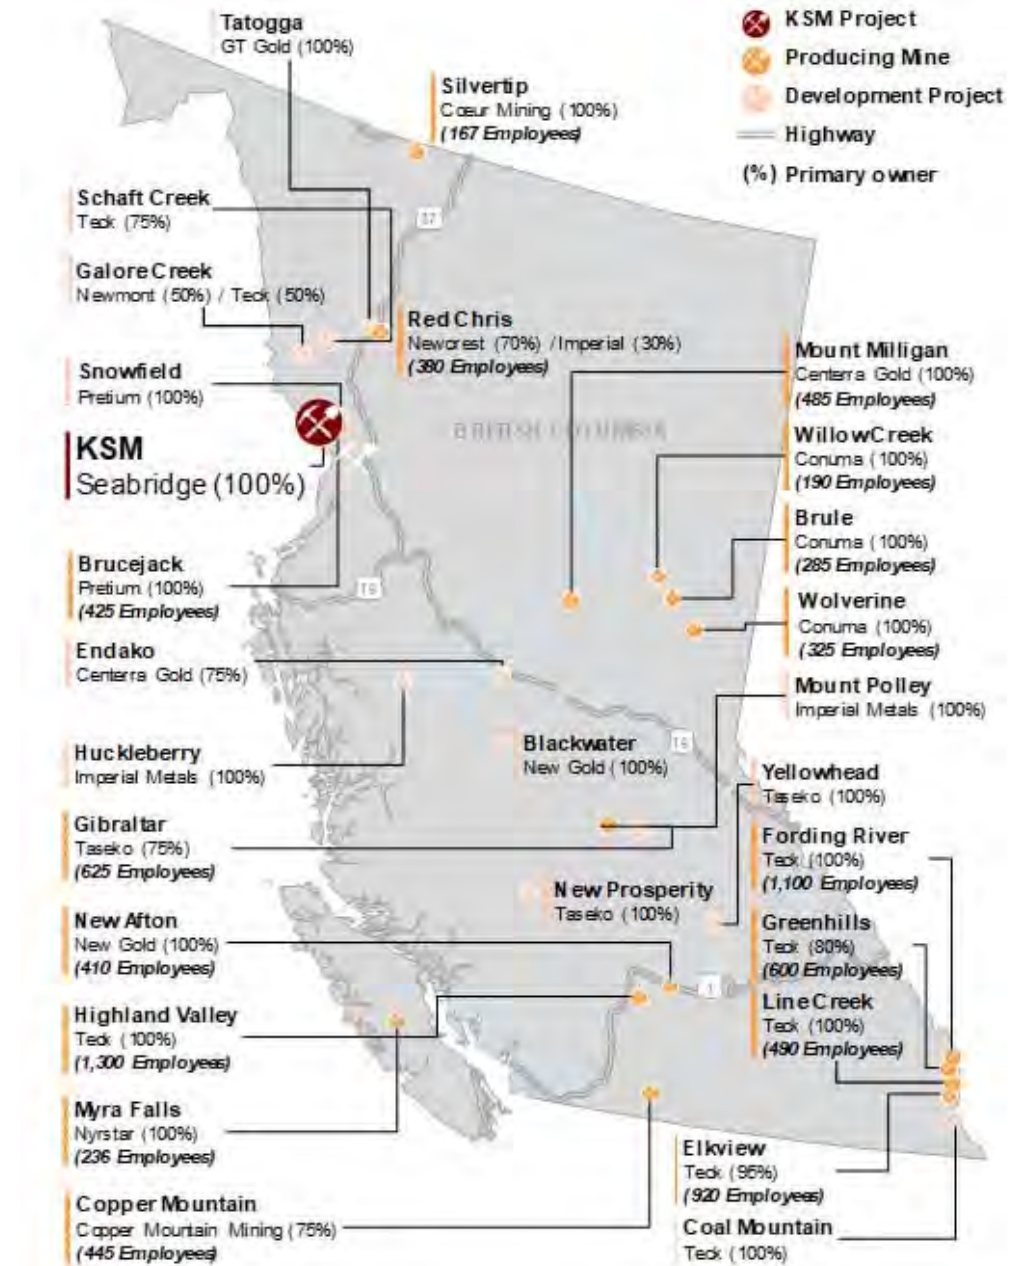 Tatogga
GT Gold (100%)
KSM Project
Producing Mine
Development Project
Highway
(%) Primary owner
Silvertip
Coeur Mining (100%)
(167 Employees)
Schaft Creek
Teck (75%)
37
Galore Creek
Newmont (50%) / Teck (50%)
Red Chris
Newcrest (70%) / Imperial (30%)
(380 Employees)
Mount Milligan
Centerra Gold (100%)
(485 Employees)
Snowfield
Pretium (100%)
BRITISH COLUMBIA
KSM
Seabridge (100%)
Willow Creek
Conuma (100%)
(190 Employees)
Brule
Conuma (100%)
(285 Employees)
Brucejack
Pretium (100%)
(425 Employees)
16
Wolverine
Conuma (100%)
(325 Employees)
Endako
Centerra Gold (75%)
Mount Polley
Imperial Metals (100%)
Huckleberry
Imperial Metals (100%)
Blackwater
New Gold (100%)
16
Yellowhead
Taseko (100%)
Gibraltar
Taseko (75%)
(625 Employees)
Fording River
Teck (100%)
(1,100 Employees)
New Prosperity
Taseko (100%)
New Afton
New Gold (100%)
(410 Employees)
Greenhills
Teck (80%)
(600 Employees)
1
Line Creek
Teck (100%)
(490 Employees)
Highland Valley
Teck (100%)
(1,300 Employees)
Myra Falls
Nyrstar (100%)
(236 Employees)
Elkview
Teck (95%)
(920 Employees)
Copper Mountain
Copper Mountain Mining (75%)
(445 Employees)
Coal Mountain
Teck (100%)